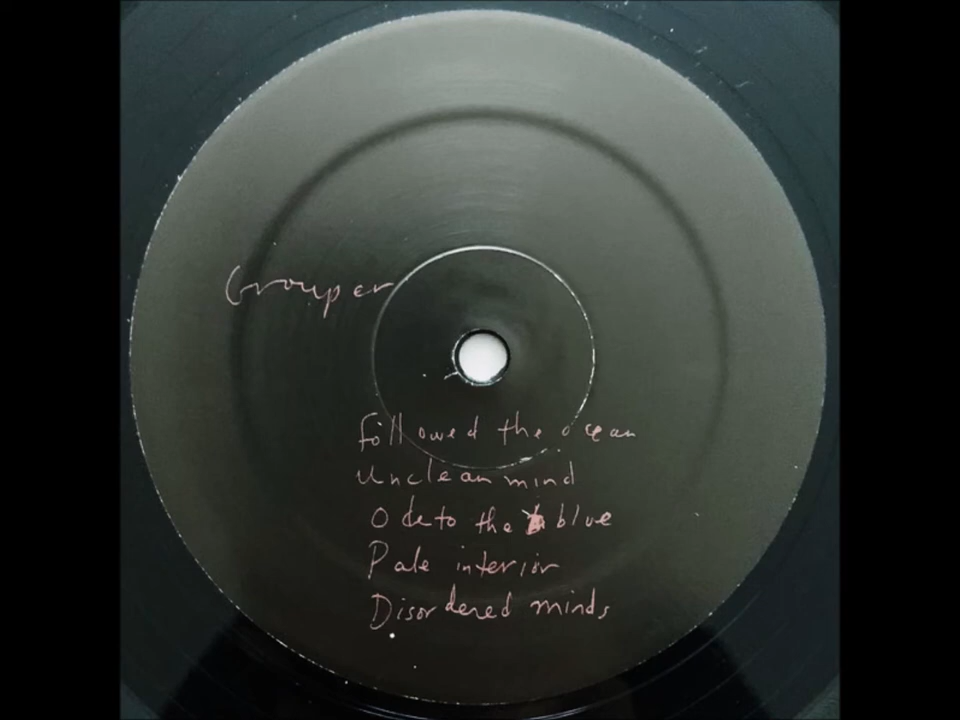 Grouper
Followed the ocean
Unclean mind
Ode to the blue
Pale interior
Disordered minds